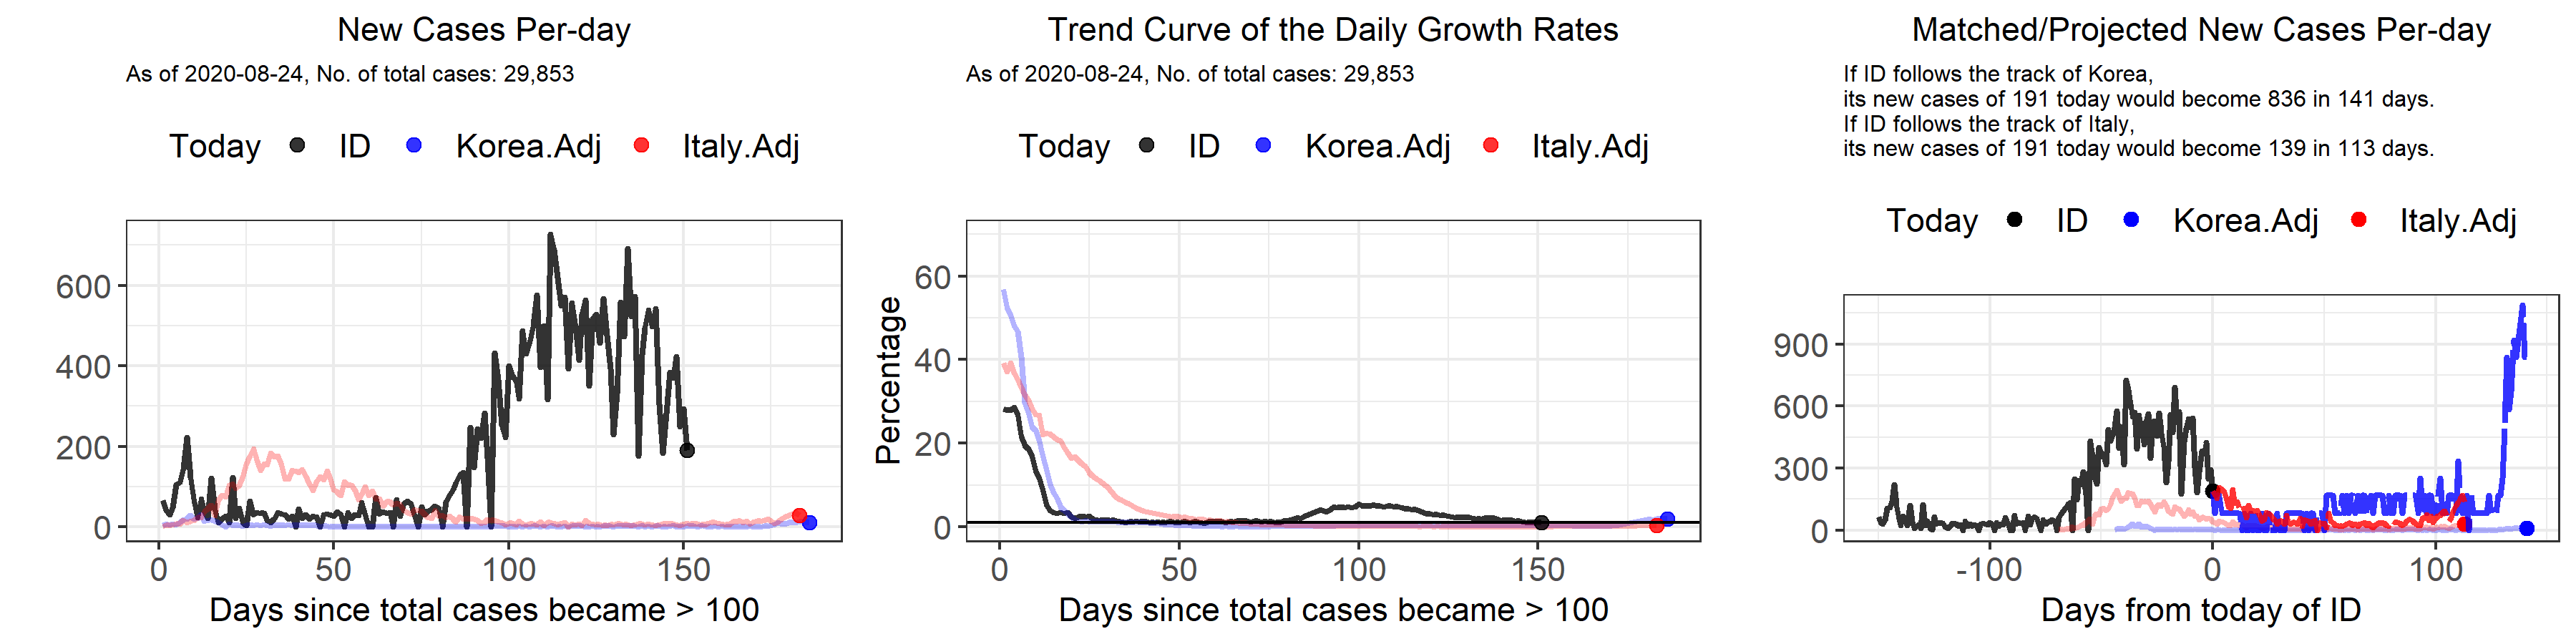 New Cases Per-day
As of 2020-08-24, No. of total cases: 29,853
Today ID Korea.Adj Italy.Adj
600
400
200
0
0 50 100 150
Days since total cases became > 100
Trend Curve of the Daily Growth Rates
As of 2020-08-24, No. of total cases: 29,853
Today ID Korea.Adj Italy.Adj
Percentage
60
40
20
0
0 50 100 150
Days since total cases became > 100
Matched/Projected New Cases Per-day
If ID follows the track of Korea,
its new cases of 191 today would become 836 in 141 days.
If ID follows the track of Italy,
its new cases of 191 today would become 139 in 113 days.
Today ID Korea.Adj Italy.Adj
900
600
300
0
-100 0 100
Days from today of ID